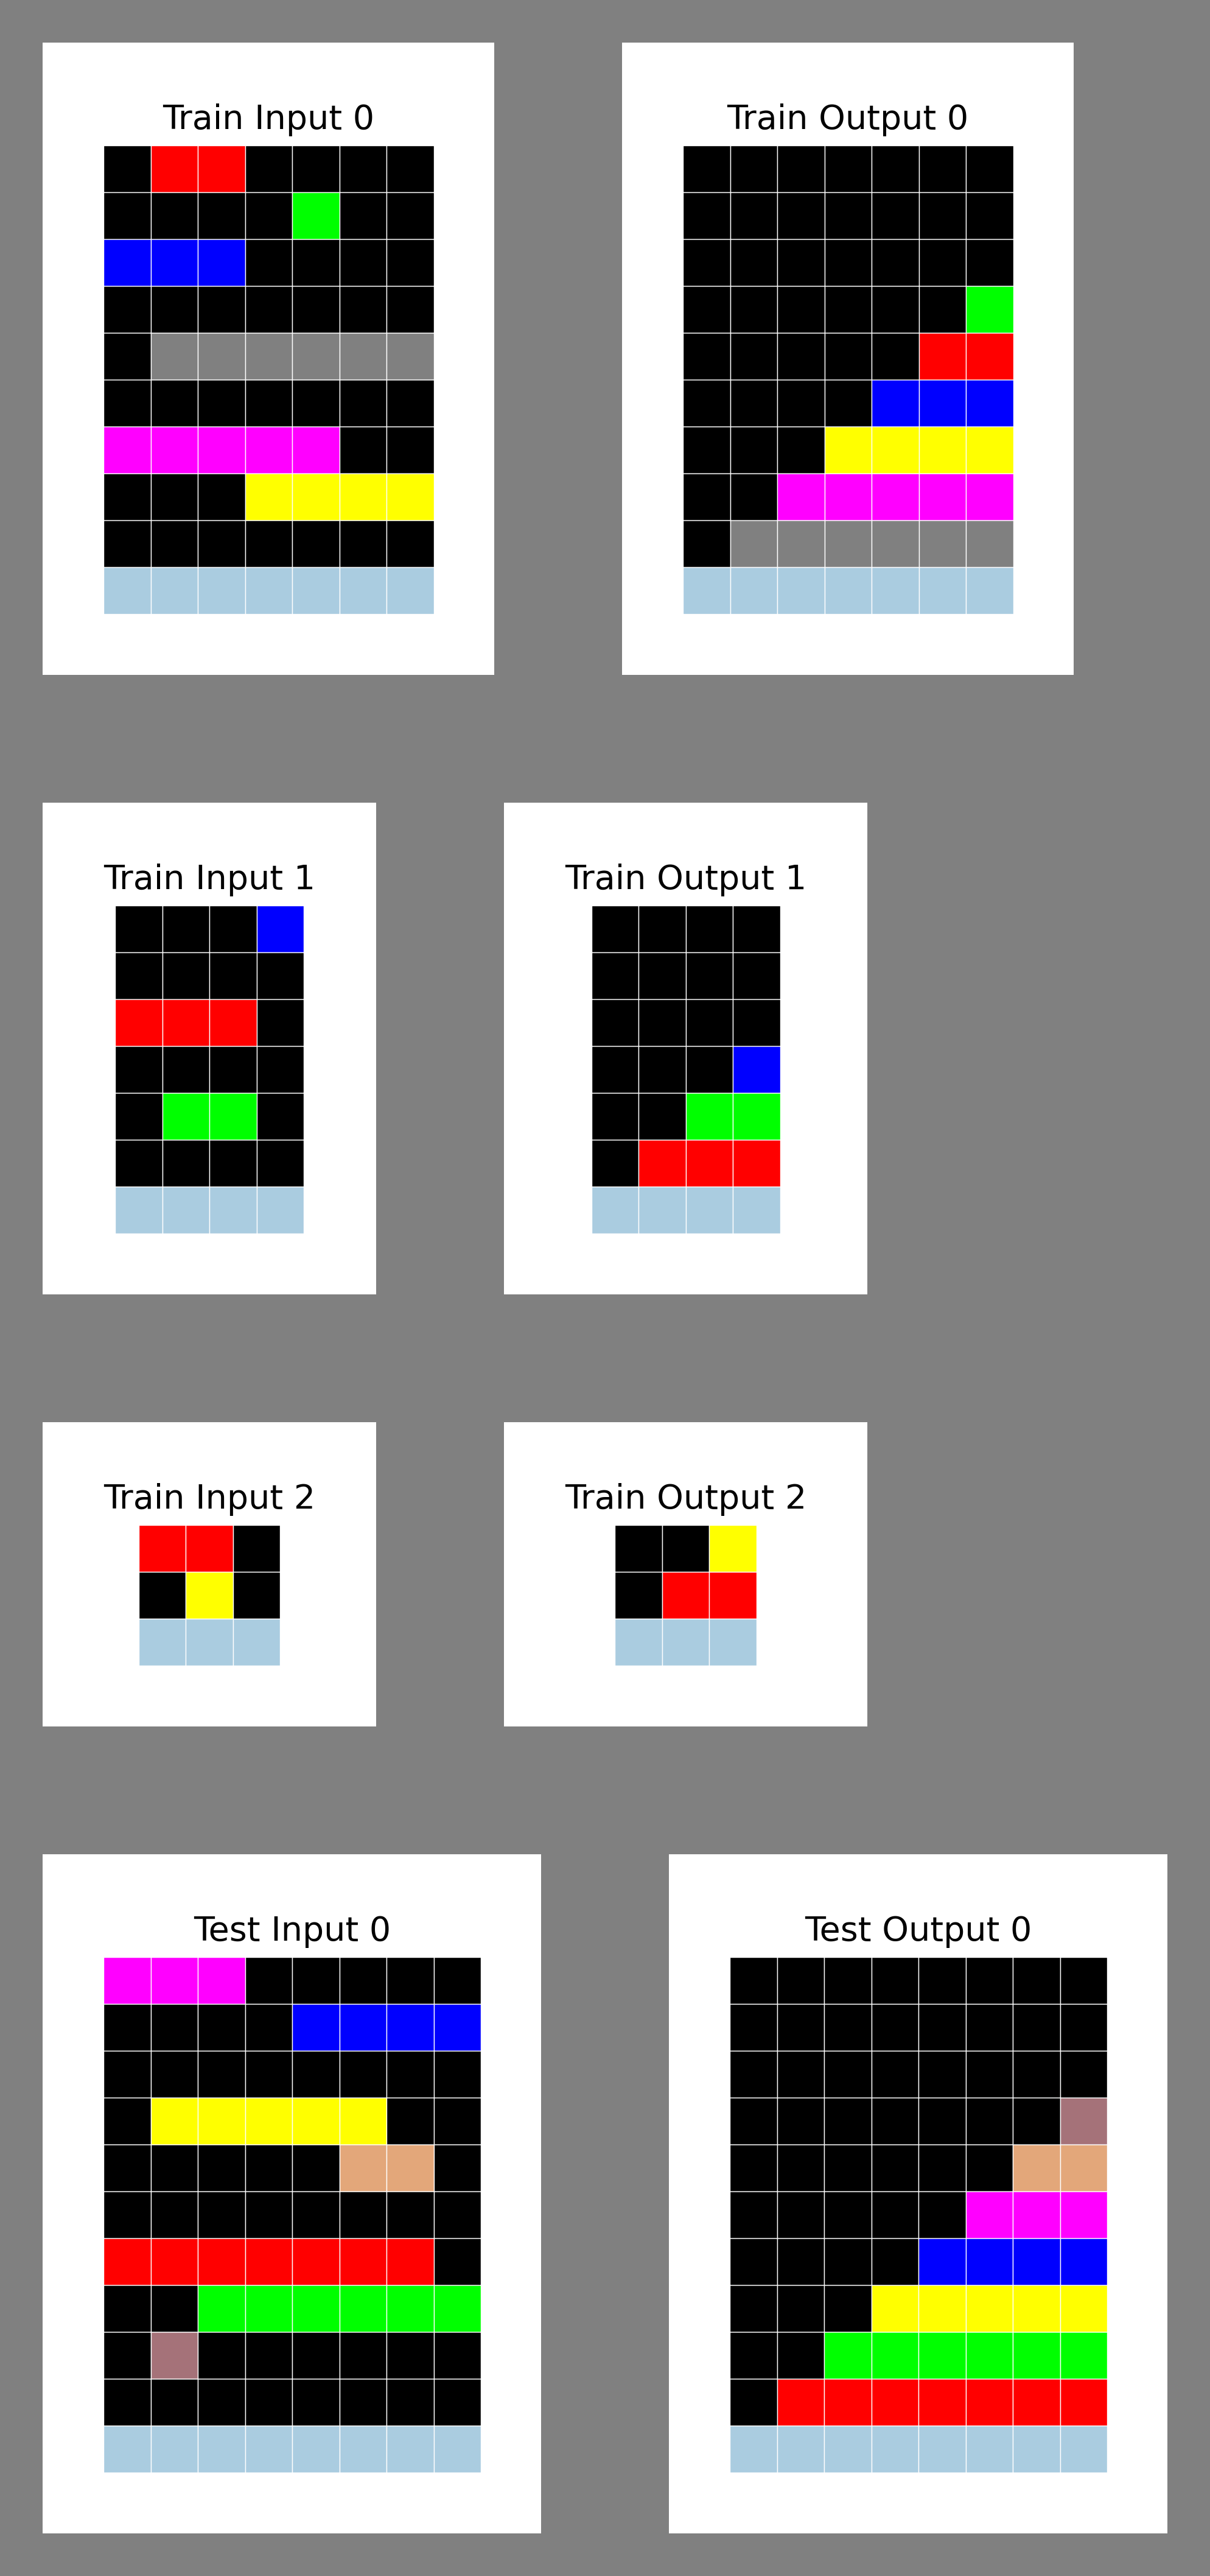 Train Input 0
Train Output 0
Train Input 1
Train Output 1
Train Input 2
Train Output 2
Test Input 0
Test Output 0